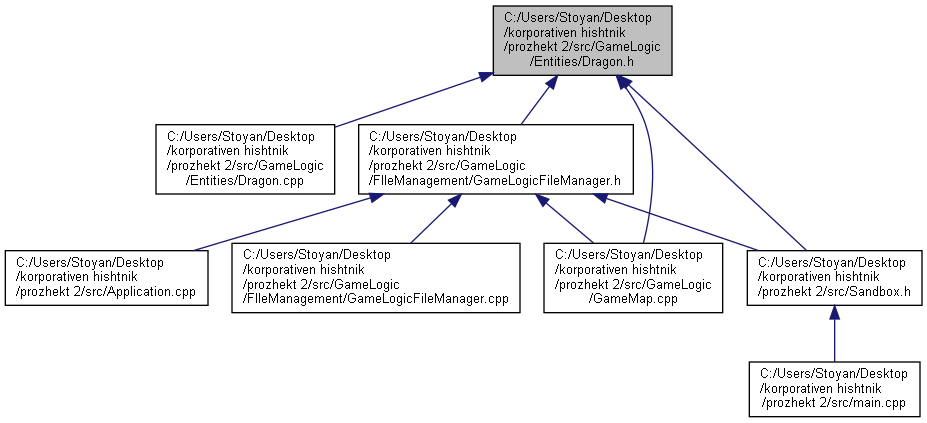 C:/Users/Stoyan/Desktop
/korporativen hishtnik
/prozhekt 2/src/GameLogic
/Entities/Dragon.h
C:/Users/Stoyan/Desktop
/korporativen hishtnik
/prozhekt 2/src/GameLogic
/Entities/Dragon.cpp
C:/Users/Stoyan/Desktop
/korporativen hishtnik
/prozhekt 2/src/GameLogic
/FIleManagement/GameLogicFileManager.h
C:/Users/Stoyan/Desktop
/korporativen hishtnik
/prozhekt 2/src/Application.cpp
C:/Users/Stoyan/Desktop
/korporativen hishtnik
/prozhekt 2/src/GameLogic
/FIleManagement/GameLogicFileManager.cpp
C:/Users/Stoyan/Desktop
/korporativen hishtnik
/prozhekt 2/src/GameLogic
/GameMap.cpp
C:/Users/Stoyan/Desktop
/korporativen hishtnik
/prozhekt 2/src/Sandbox.h
C:/Users/Stoyan/Desktop
/korporativen hishtnik
/prozhekt 2/src/main.cpp